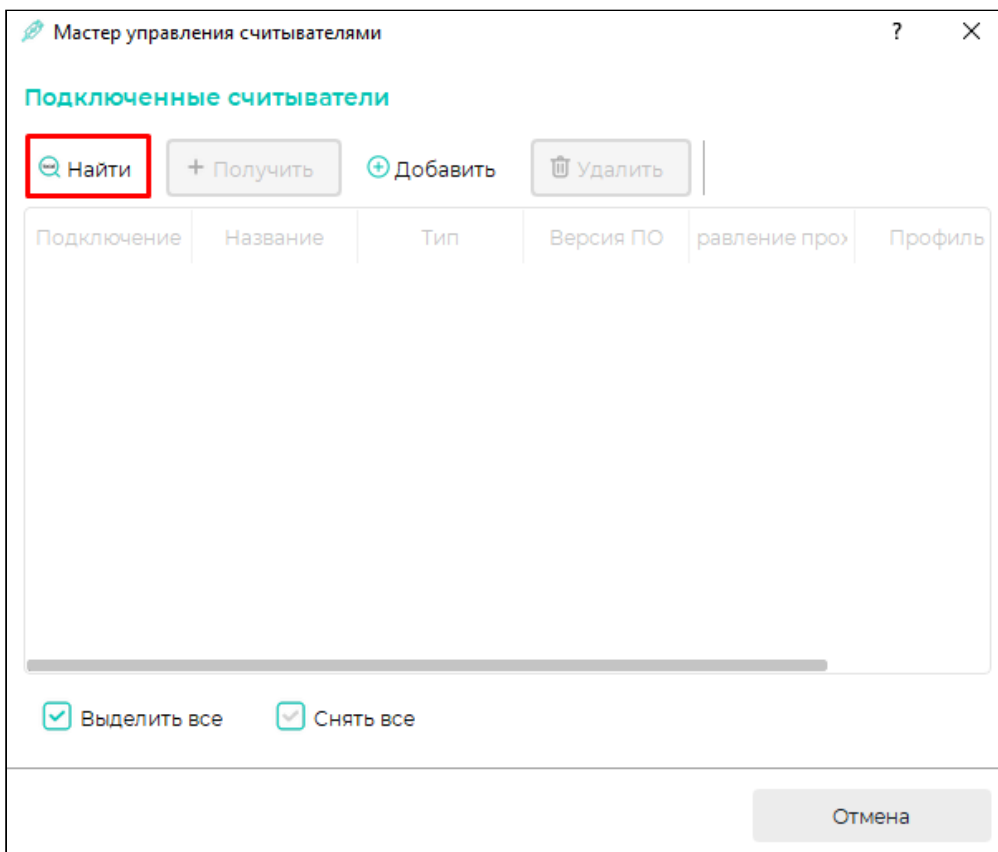 Мастер управления считывателями ?
Подключенные считыватели
Найти + Получить Добавить Удалить
Подключение Название Тип Версия ПО равление прох Профиль
Выделить все Снять все
Отмена